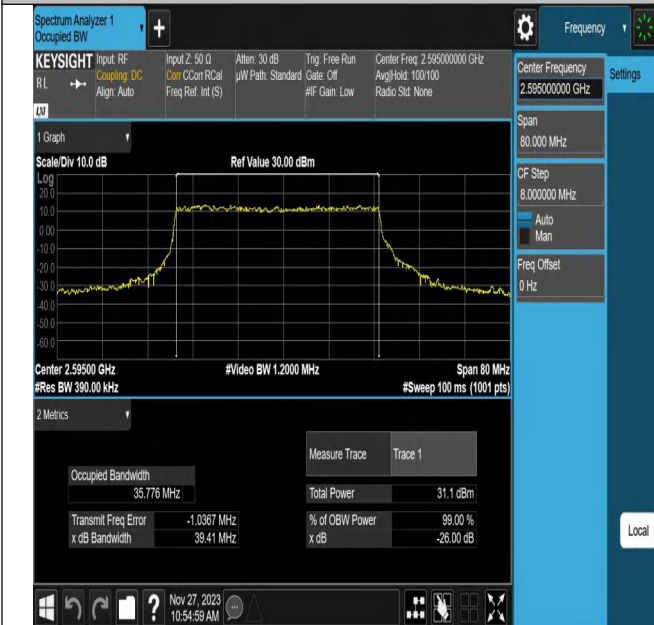 Spectrum Analyzer 1
Occupied BW
+
Frequency
KEYSIGHT
RL
LXI
Input: RF
Coupling: DC
Align: Auto
Input Z: 50 Ω
Corr CCorr RCal
Freq Ref: Int (S)
Atten: 30 dB
µW Path: Standard
Trig: Free Run
Gate: Off
#IF Gain: Low
Center Freq: 2.595000000 GHz
Avg|Hold: 100/100
Radio Std: None
Center Frequency
2.595000000 GHz
Settings
Span
80.000 MHz
CF Step
8.000000 MHz
Auto
Man
Freq Offset
0 Hz
Local
1 Graph
Scale/Div 10.0 dB
Ref Value 30.00 dBm
Log
20.0
10.0
0.00
-10.0
-20.0
-30.0
-40.0
-50.0
-60.0
Center 2.59500 GHz
#Video BW 1.2000 MHz
Span 80 MHz
#Res BW 390.00 kHz
#Sweep 100 ms (1001 pts)
2 Metrics
Measure Trace
Trace 1
Occupied Bandwidth
35.776 MHz
Total Power
31.1 dBm
Transmit Freq Error
-1.0367 MHz
% of OBW Power
99.00 %
x dB Bandwidth
39.41 MHz
x dB
-26.00 dB
?
Nov 27, 2023
10:54:59 AM